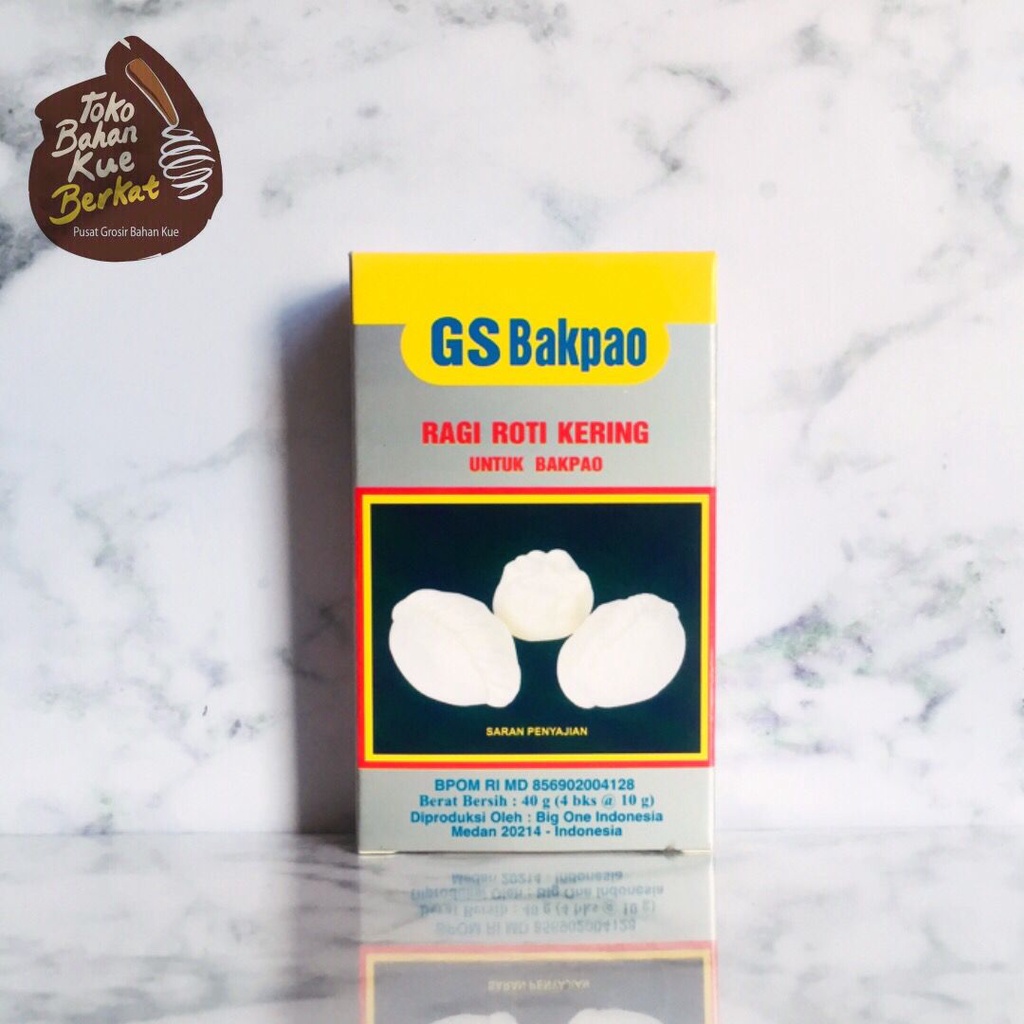 Toko
Bahan
Kue
Berkat
Pusat Grosir Bahan Kue
GS Bakpao
RAGI ROTI KERING
UNTUK BAKPAO
SARAN PENYAJIAN
BPOM RI MD 856902004128
Berat Bersih : 40 g (4 bks @ 10 g)
Diproduksi Oleh : Big One Indonesia
Medan 20214 - Indonesia